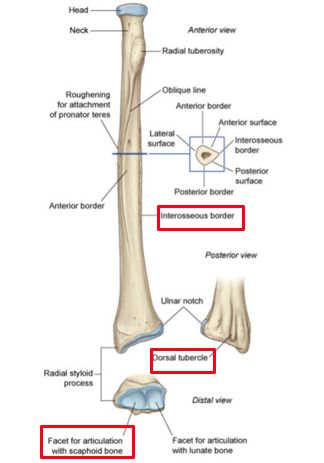 Head
Neck
Anterior view
Radial tuberosity
Roughening
for attachment
of pronator teres
Oblique line
Anterior border
Anterior surface
Lateral
surface
Interosseous
border
Posterior
surface
Posterior border
Anterior border
Interosseous border
Posterior view
Ulnar notch
Dorsal tubercle
Radial styloid
process
Distal view
Facet for articulation
with scaphoid bone
Facet for articulation
with lunate bone